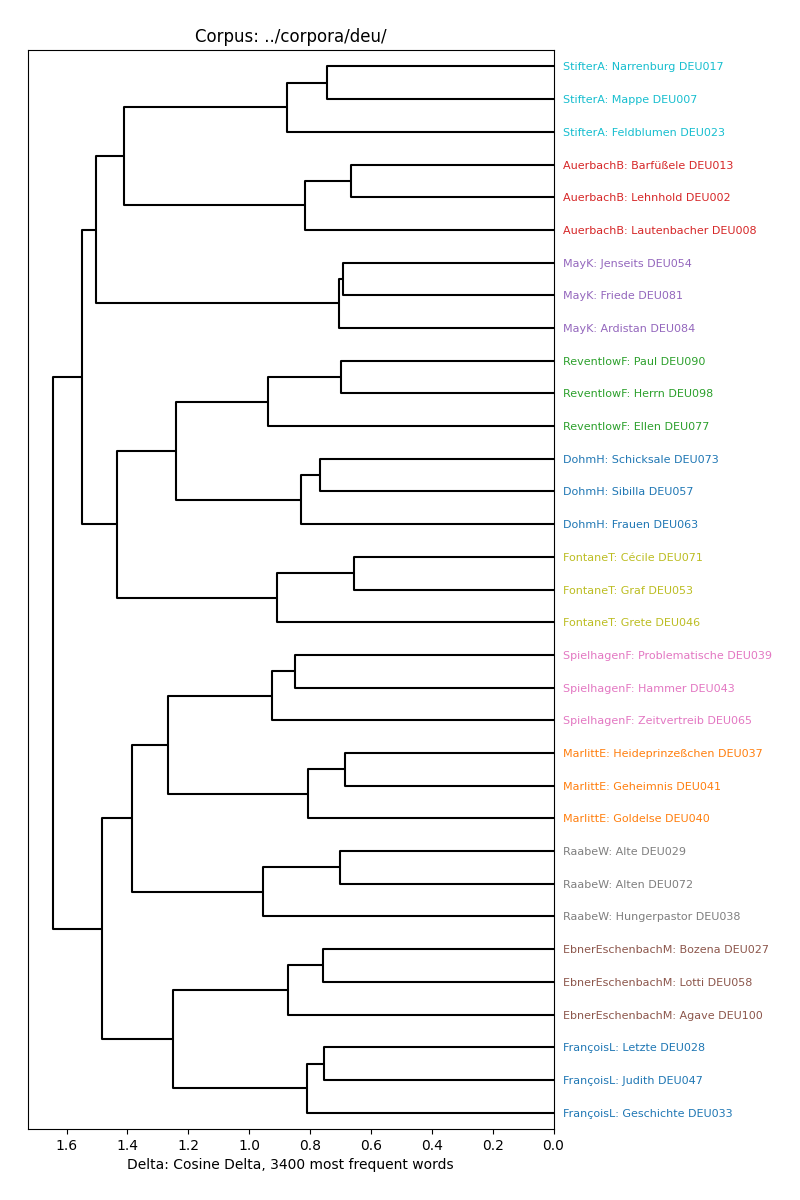 Corpus: ../corpora/deu/
StifterA: Narrenburg DEU017
StifterA: Mappe DEU007
StifterA: Feldblumen DEU023
AuerbachB: Barfüßele DEU013
AuerbachB: Lehnhold DEU002
AuerbachB: Lautenbacher DEU008
MayK: Jenseits DEU054
MayK: Friede DEU081
MayK: Ardistan DEU084
ReventlowF: Paul DEU090
ReventlowF: Herrn DEU098
ReventlowF: Ellen DEU077
DohmH: Schicksale DEU073
DohmH: Sibilla DEU057
DohmH: Frauen DEU063
FontaneT: Cécile DEU071
FontaneT: Graf DEU053
FontaneT: Grete DEU046
SpielhagenF: Problematische DEU039
SpielhagenF: Hammer DEU043
SpielhagenF: Zeitvertreib DEU065
MarlittE: Heideprinzeßchen DEU037
MarlittE: Geheimnis DEU041
MarlittE: Goldelse DEU040
RaabeW: Alte DEU029
RaabeW: Alten DEU072
RaabeW: Hungerpastor DEU038
EbnerEschenbachM: Bozena DEU027
EbnerEschenbachM: Lotti DEU058
EbnerEschenbachM: Agave DEU100
FrançoisL: Letzte DEU028
FrançoisL: Judith DEU047
FrançoisL: Geschichte DEU033
1.6 1.4 1.2 1.0 0.8 0.6 0.4 0.2 0.0
Delta: Cosine Delta, 3400 most frequent words